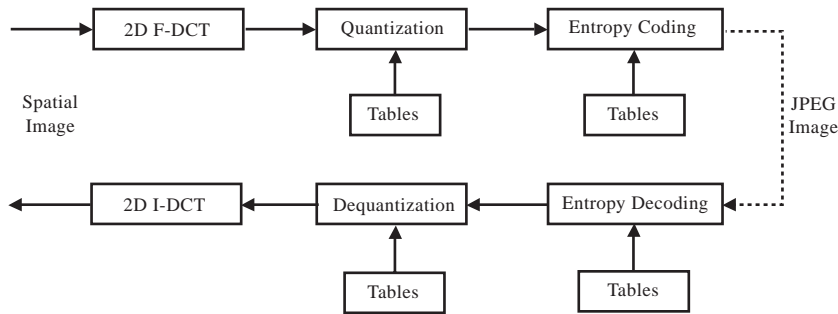 2D F-DCT
Quantization
Entropy Coding
Tables
Tables
Spatial
Image
JPEG
Image
2D I-DCT
Dequantization
Entropy Decoding
Tables
Tables